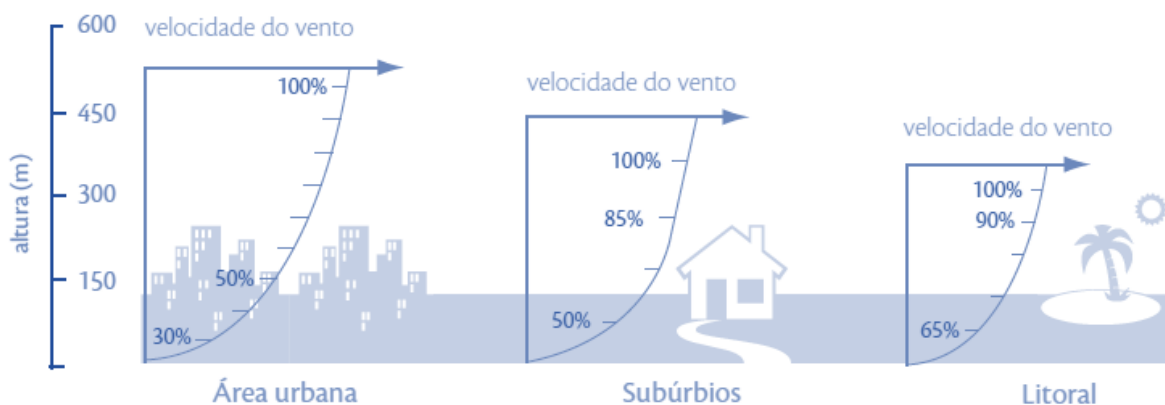 600
velocidade do vento
100%
450
300
altura (m)
50%
150
30%
Área urbana
velocidade do vento
100%
85%
50%
Subúrbios
velocidade do vento
100%
90%
65%
Litoral